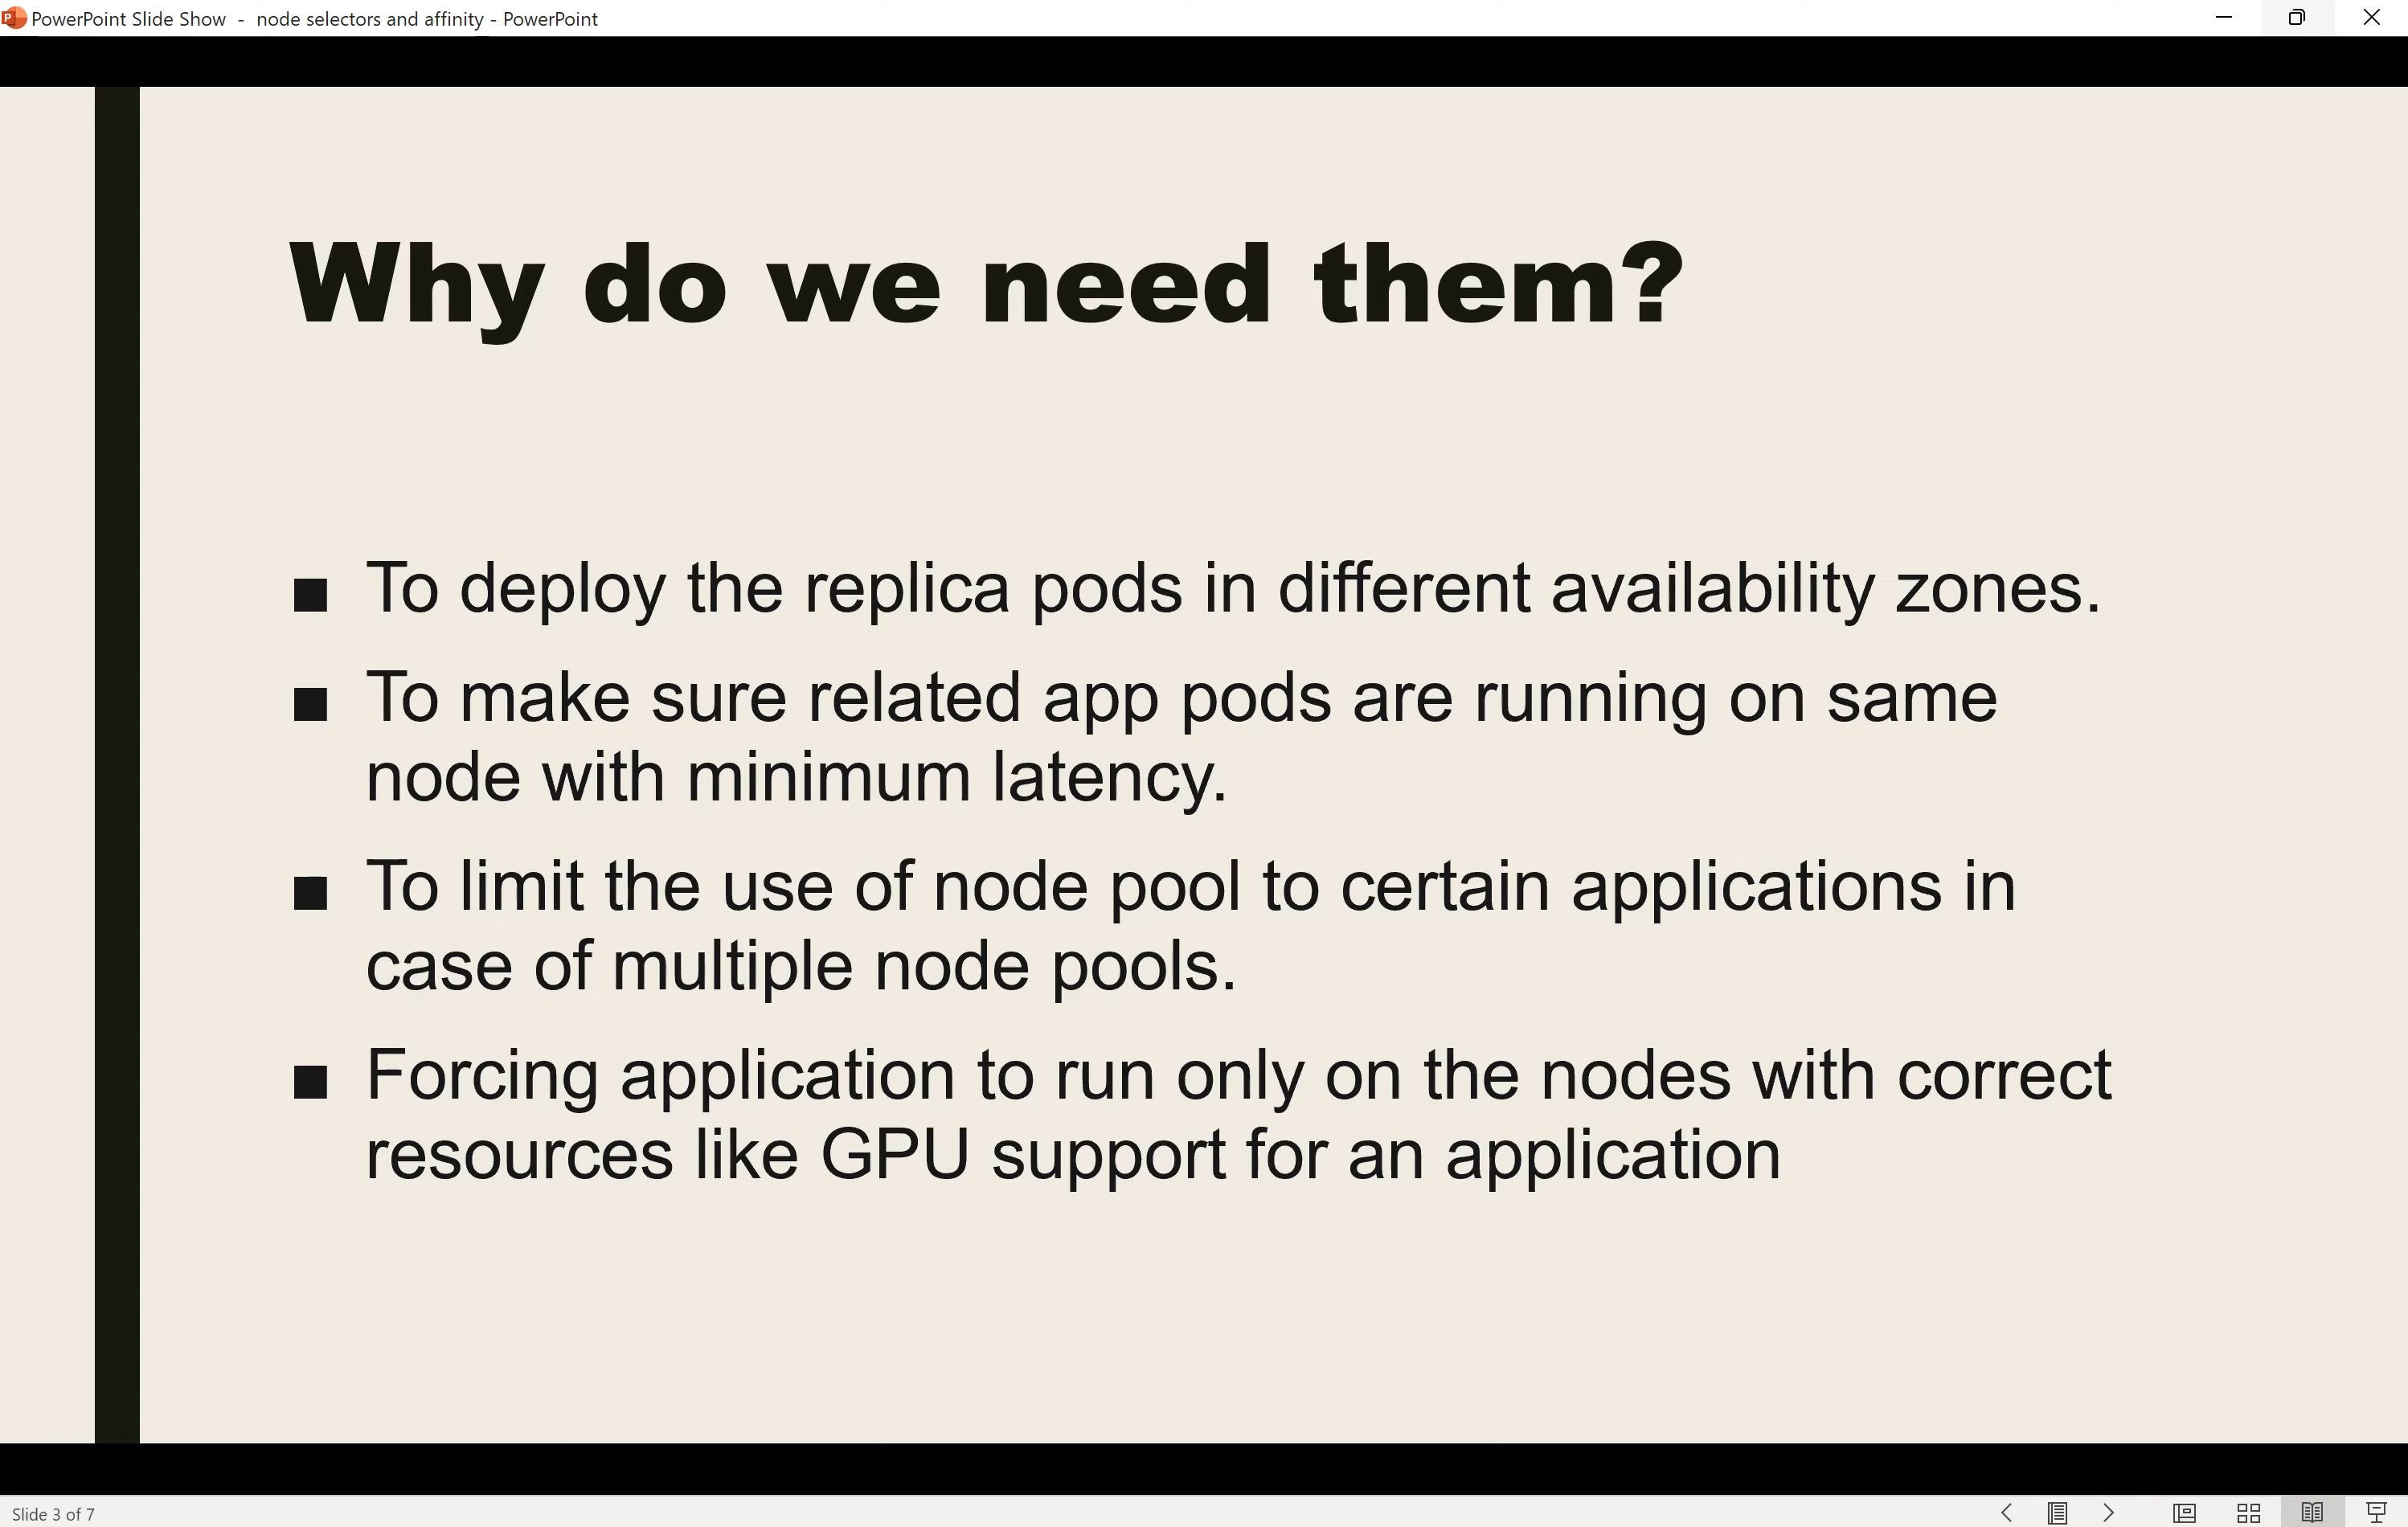 PowerPoint Slide Show - node selectors and affinity - PowerPoint
Why do we need them?
■ To deploy the replica pods in different availability zones.
■ To make sure related app pods are running on same
node with minimum latency.
■ To limit the use of node pool to certain applications in
case of multiple node pools.
■ Forcing application to run only on the nodes with correct
resources like GPU support for an application
Slide 3 of 7